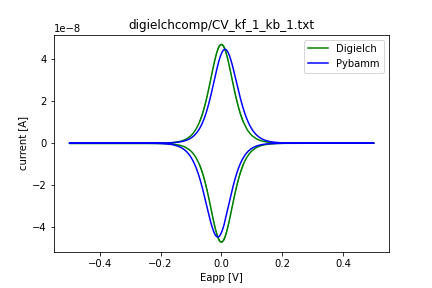 digielchcomp/CV_kf_1_kb_1.txt
1e−8
Digielch
Pybamm
4
2
0
−2
−4
current [A]
−0.4
−0.2
0.0
0.2
0.4
Eapp [V]